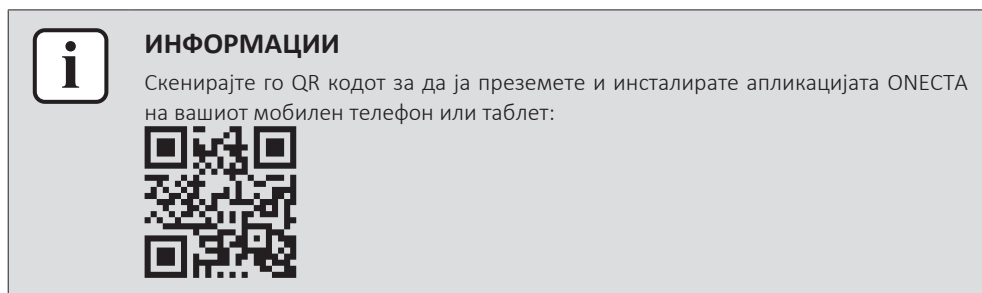 ИНФОРМАЦИИ
Скенирајте го QR кодот за да ја преземете и инсталирате апликацијата ONECTA
на вашиот мобилен телефон или таблет: